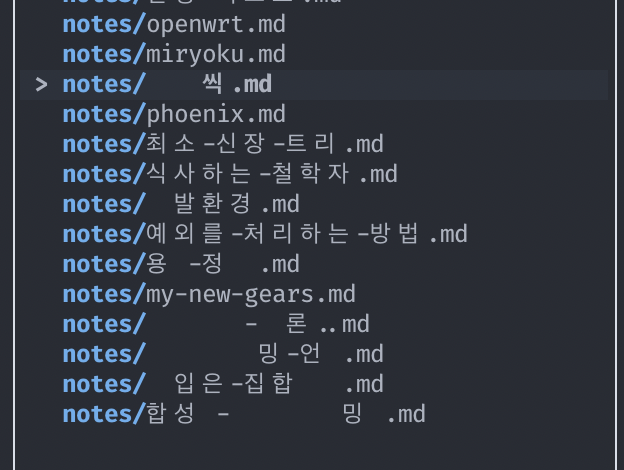 notes/openwrt.md
notes/miryoku.md
> notes/ 씩.md
notes/phoenix.md
notes/최소-신장-트리.md
notes/식사하는-철학자.md
notes/ 발환경.md
notes/예외를-처리하는-방법.md
notes/용 -정 .md
notes/my-new-gears.md
notes/ - 론..md
notes/ 밍-언 .md
notes/ 입은-집합 .md
notes/합성 - 밍 .md